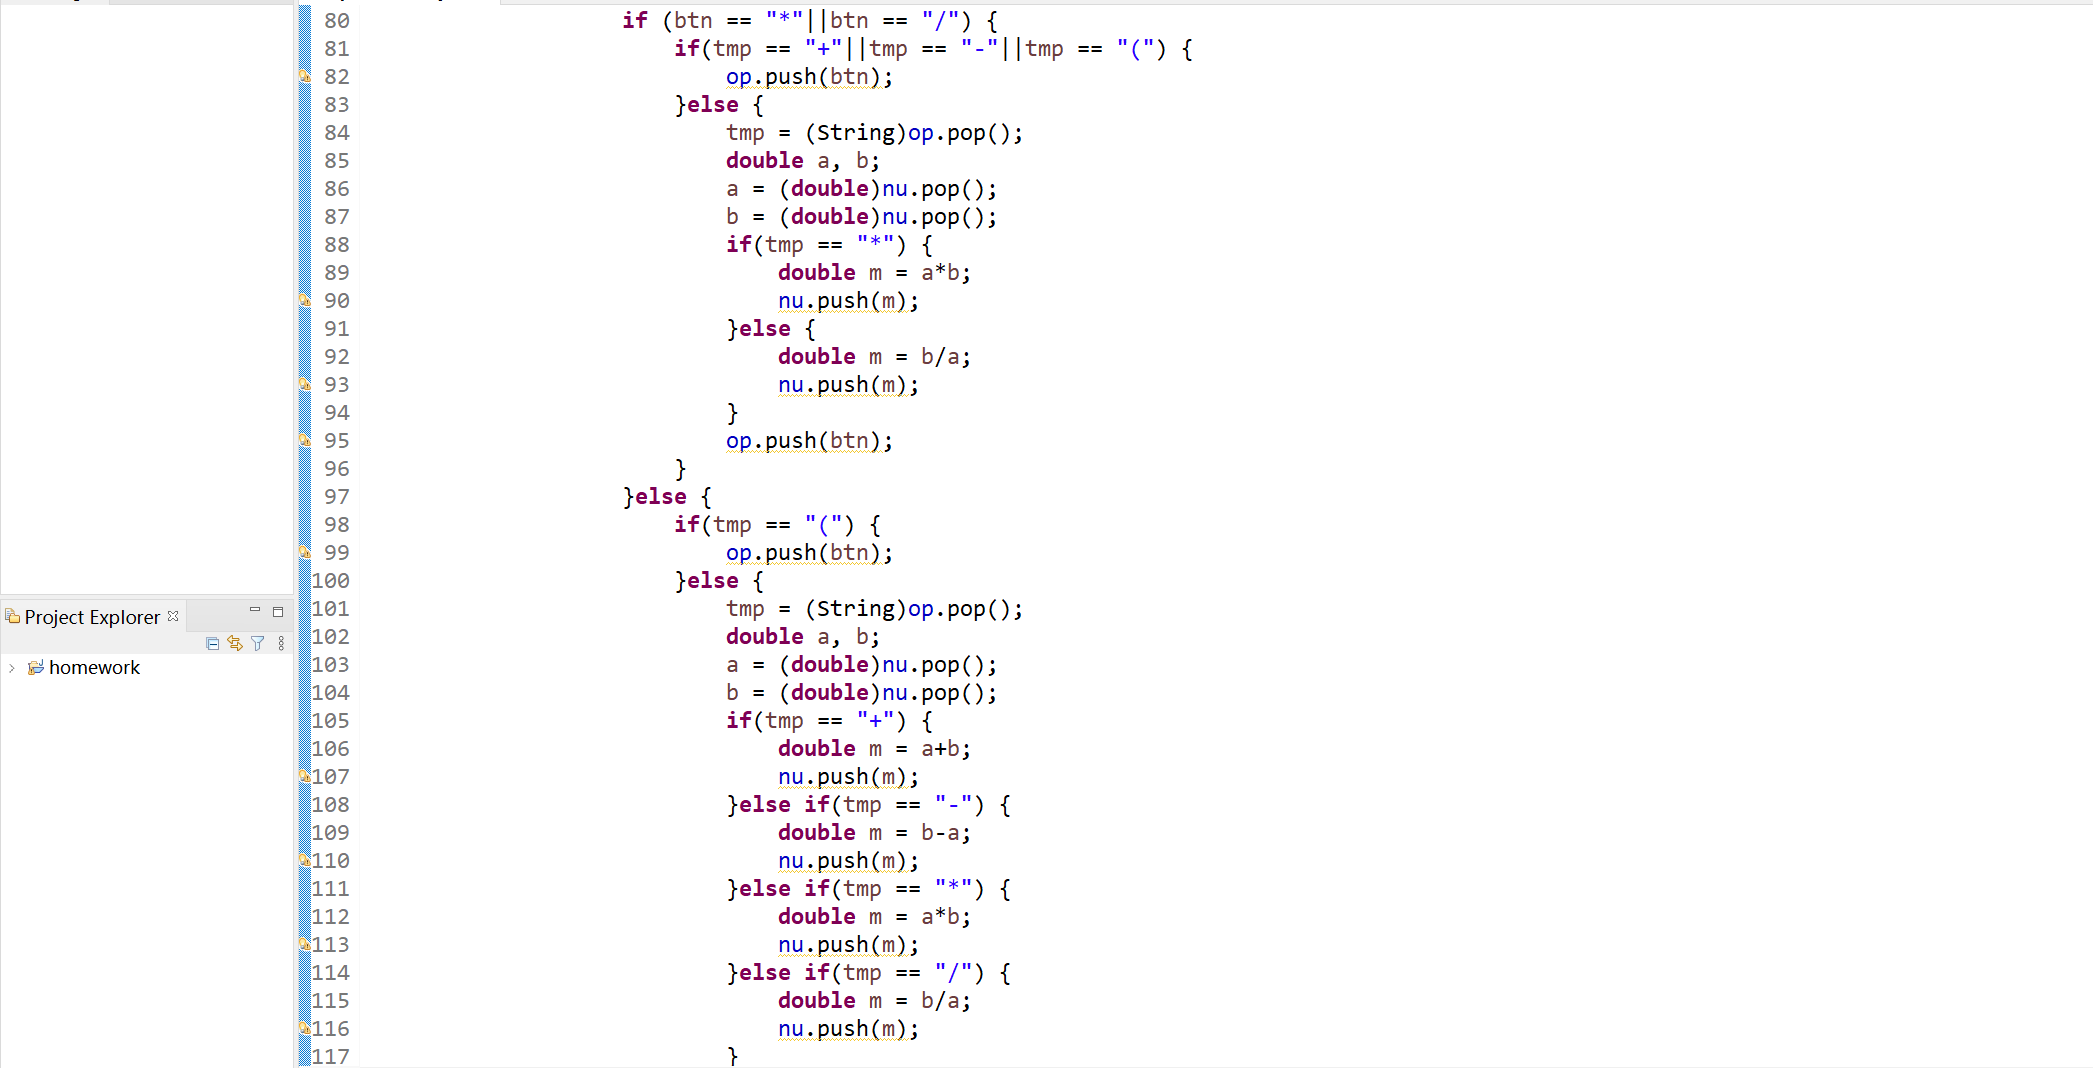 Project Explorer
homework
80 if (btn == "*"||btn == "/") {
81 if(tmp == "+"||tmp == "-"||tmp == "(") {
82 op.push(btn);
83 }else {
84 tmp = (String)op.pop();
85 double a, b;
86 a = (double)nu.pop();
87 b = (double)nu.pop();
88 if(tmp == "*") {
89 double m = a*b;
90 nu.push(m);
91 }else {
92 double m = b/a;
93 nu.push(m);
94 }
95 op.push(btn);
96 }
97 }else {
98 if(tmp == "(") {
99 op.push(btn);
100 }else {
101 tmp = (String)op.pop();
102 double a, b;
103 a = (double)nu.pop();
104 b = (double)nu.pop();
105 if(tmp == "+") {
106 double m = a+b;
107 nu.push(m);
108 }else if(tmp == "-") {
109 double m = b-a;
110 nu.push(m);
111 }else if(tmp == "*") {
112 double m = a*b;
113 nu.push(m);
114 }else if(tmp == "/") {
115 double m = b/a;
116 nu.push(m);
117 }